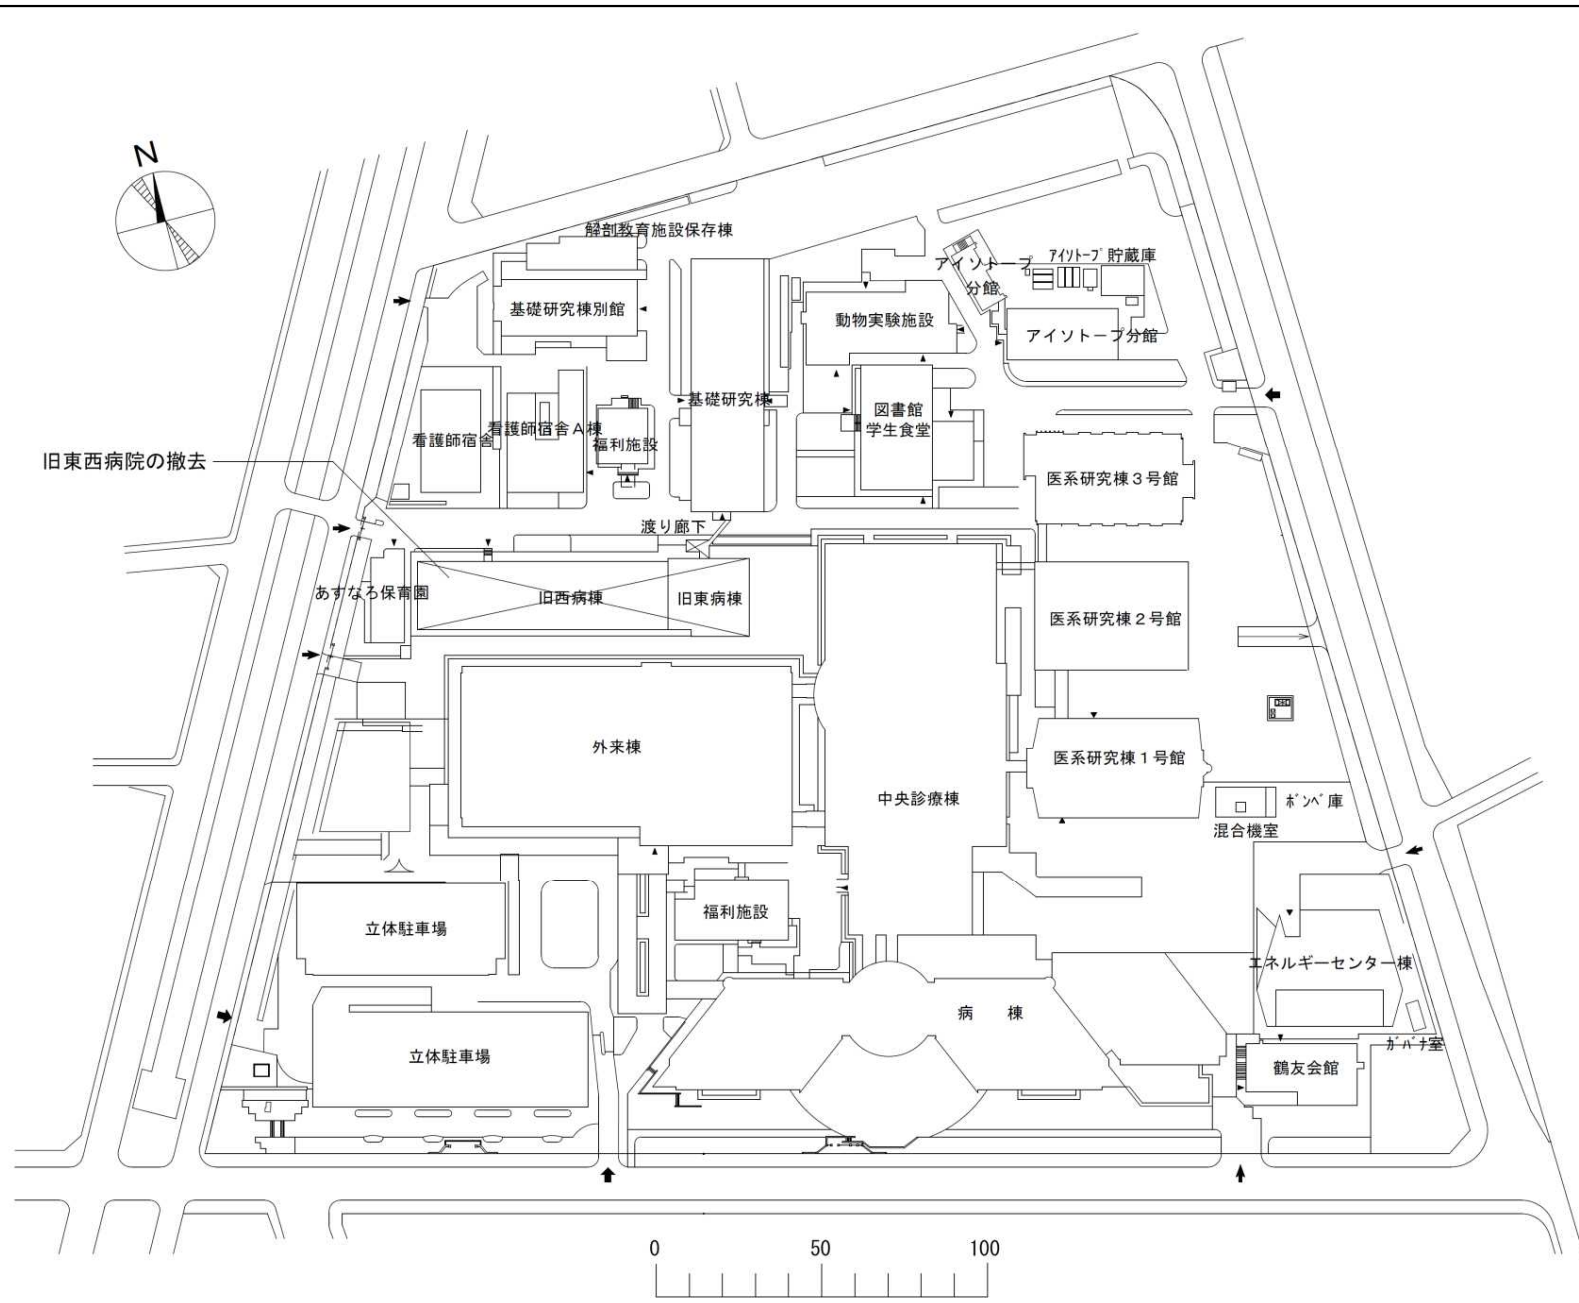 N
解剖教育施設保存棟
アイソトープ
分館
ｱｲｿﾄｰﾌﾟ貯蔵庫
基礎研究棟別館
動物実験施設
アイソトープ分館
基礎研究棟
図書館
学生食堂
看護師宿舎
看護師宿舎Ａ棟
福利施設
旧東西病院の撤去
医系研究棟３号館
渡り廊下
あすなろ保育園
旧西病棟
旧東病棟
医系研究棟２号館
外来棟
医系研究棟１号館
中央診療棟
ﾎﾞﾝﾍﾞ庫
混合機室
福利施設
立体駐車場
エネルギーセンター棟
病　棟
ｶﾞﾊﾞﾅ室
立体駐車場
鶴友会館
0 50 100